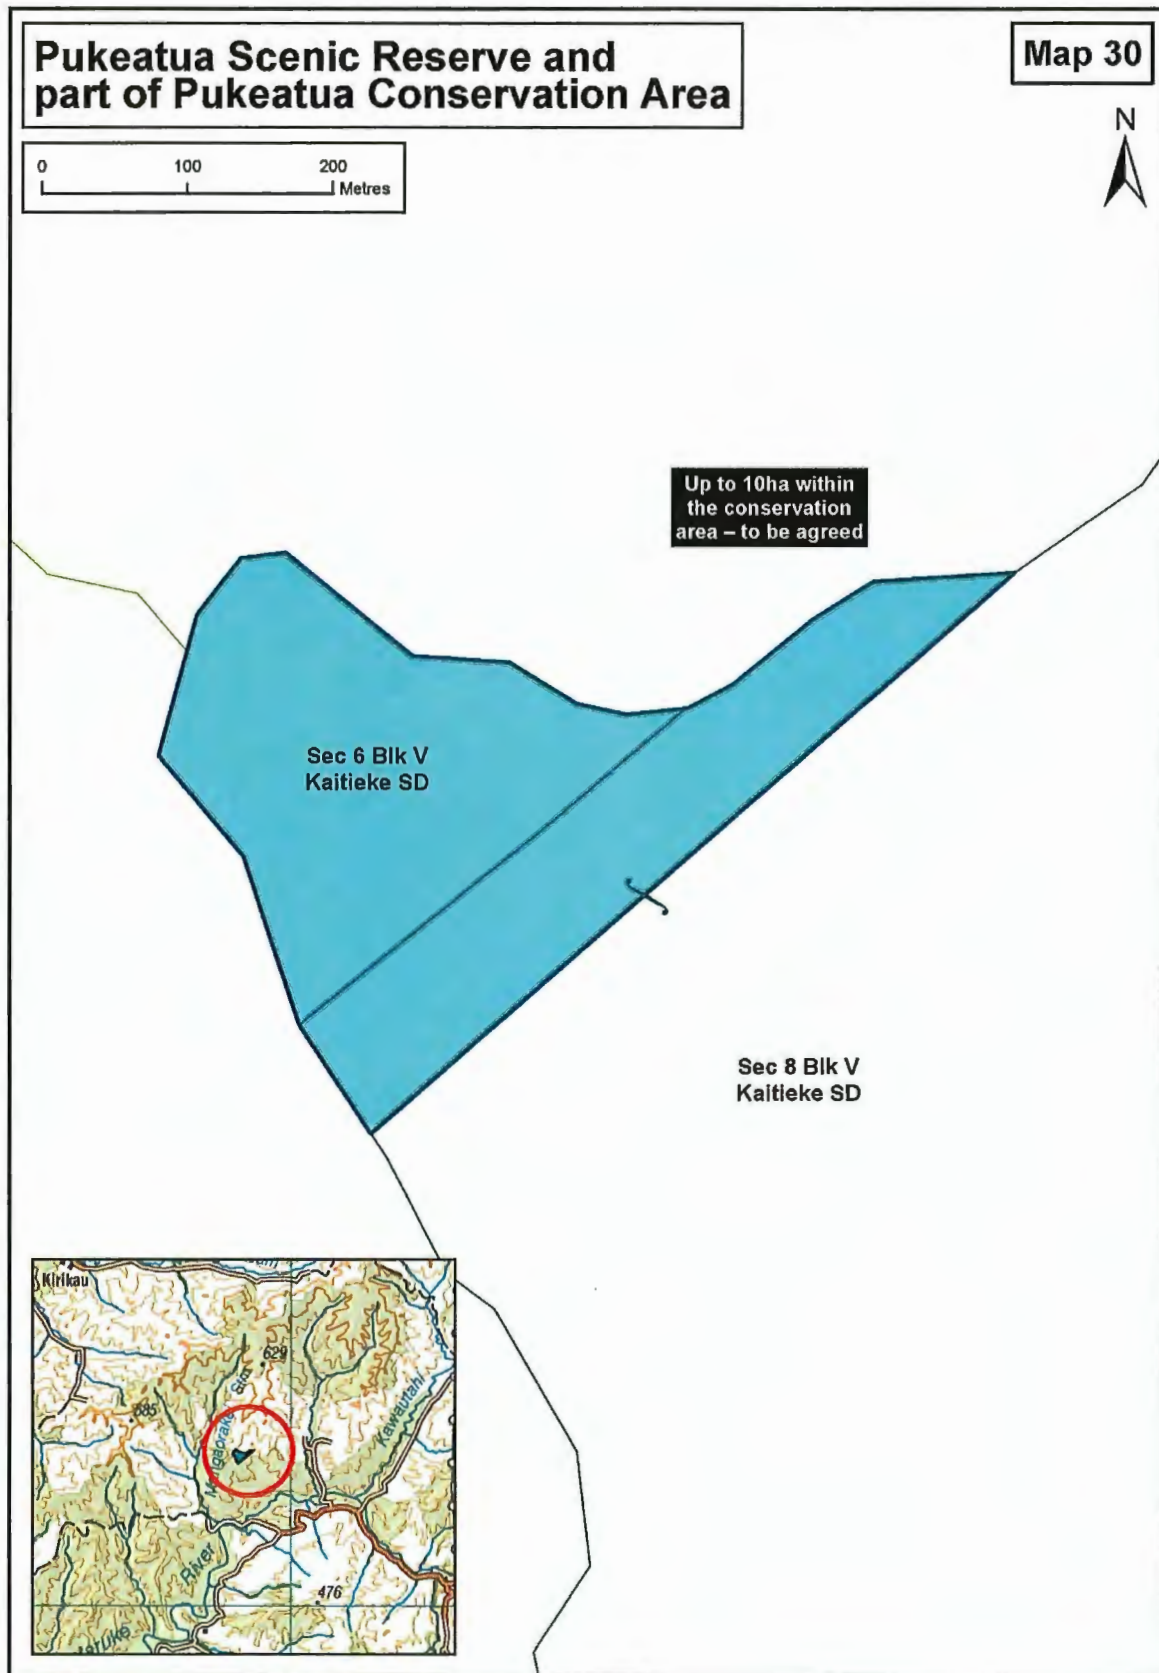 Pukeatua Scenic Reserve and
part of Pukeatua Conservation Area
Map 30
N
0 100 200
Metres
Up to 10ha within
the conservation
area – to be agreed
Sec 6 Blk V
Kaitieke SD
Sec 8 Blk V
Kaitieke SD
Kirikau
629
685
Stm
Kawautahi
River
476